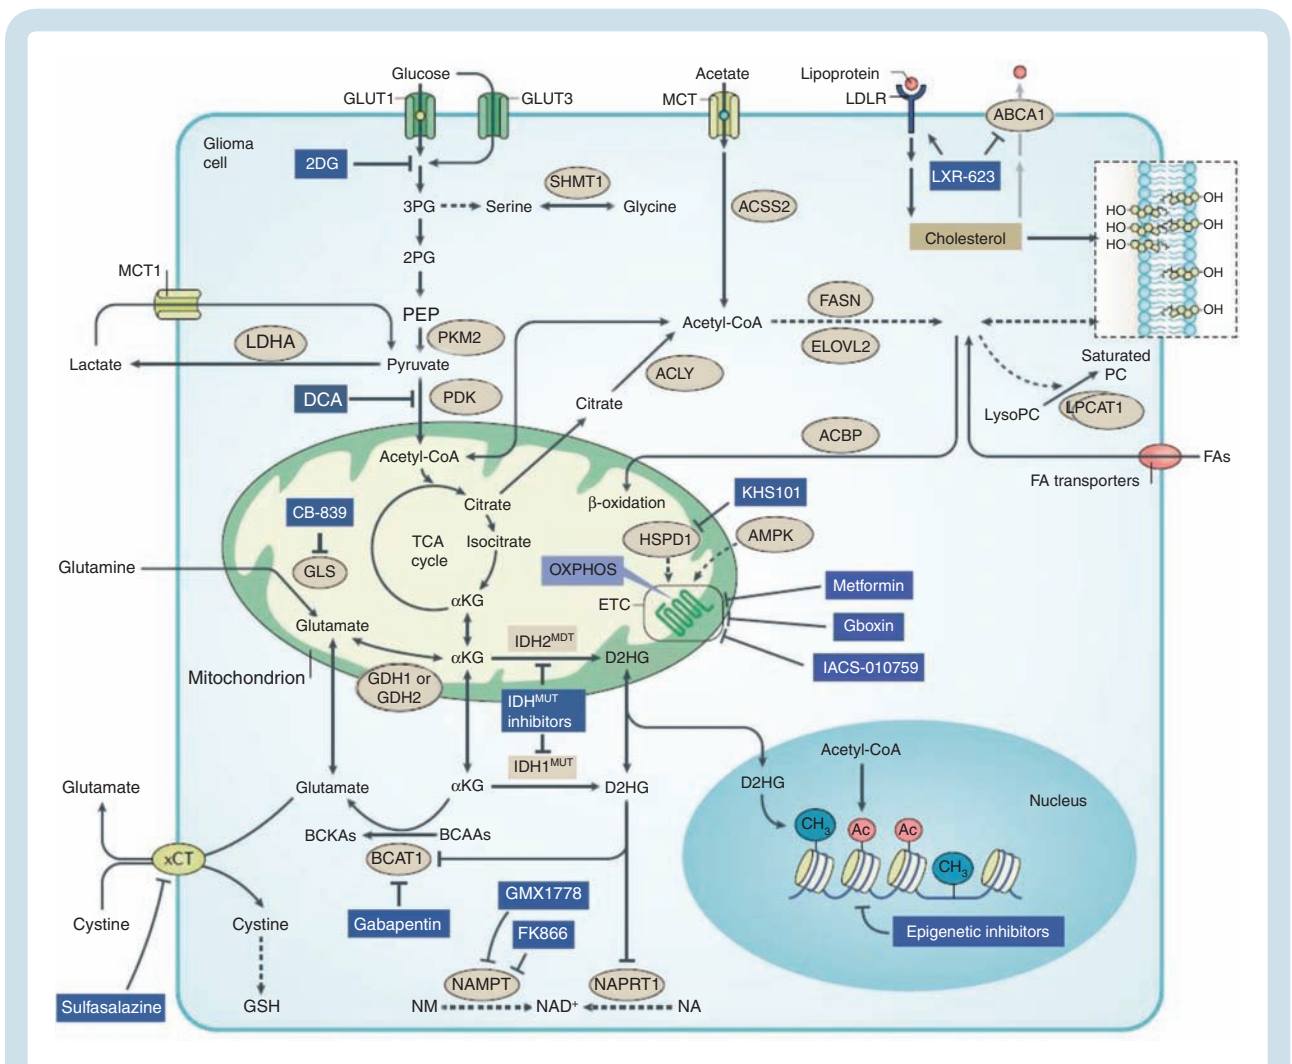 Glucose
Acetate
Lipoprotein
GLUT1
GLUT3
MCT
LDLR
ABCA1
Glioma
cell
2DG
LXR-623
SHMT1
3PG
Serine
Glycine
ACSS2
OH
HO
HO
OH
HO
Cholesterol
2PG
MCT1
OH
PEP
FASN
OH
PKM2
LDHA
Acetyl-CoA
ELOVL2
Lactate
Pyruvate
ACLY
Saturated
PC
DCA
PDK
Citrate
LysoPC
LPCAT1
ACBP
Acetyl-CoA
FAs
FA transporters
β-oxidation
KHS101
CB-839
Citrate
HSPD1
AMPK
TCA
cycle
Isocitrate
Glutamine
GLS
OXPHOS
Metformin
αKG
ETC
Gboxin
Glutamate
IDH2MDT
αKG
D2HG
IACS-010759
Mitochondrion
GDH1 or
GDH2
IDHMUT
inhibitors
Acetyl-CoA
IDH1MUT
D2HG
Glutamate
Glutamate
αKG
D2HG
Nucleus
CH3
Ac
Ac
BCKAs
BCAAs
xCT
BCAT1
CH3
GMX1778
Cystine
Cystine
Gabapentin
FK866
Epigenetic inhibitors
NAMPT
NAPRT1
Sulfasalazine
GSH
NM
NAD+
NA